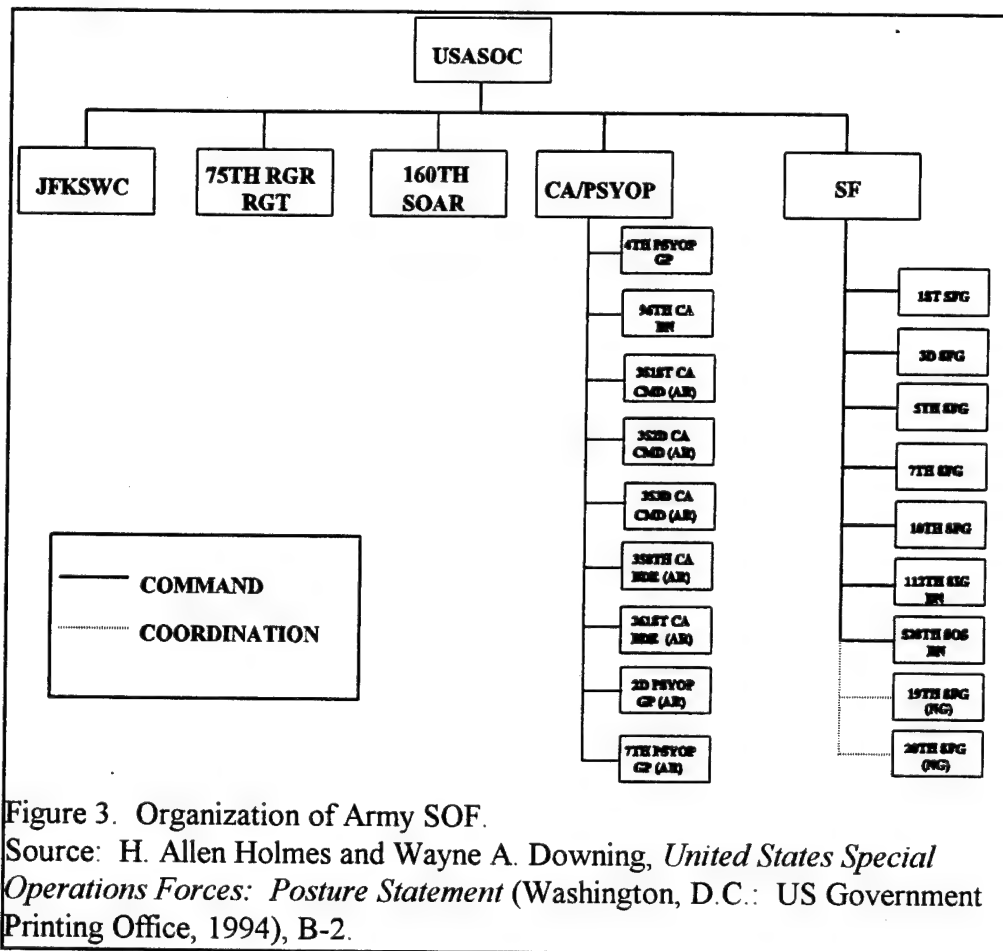 USASOC
JFKSWC
75TH RGR
RGT
160TH
SOAR
CA/PSYOP
SF
4TH PSYOP
GP
96TH CA
BN
351ST CA
CMD (AR)
352D CA
CMD (AR)
353D CA
CMD (AR)
358TH CA
BDE (AR)
361ST CA
BDE (AR)
2D PSYOP
GP (AR)
7TH PSYOP
GP (AR)
1ST SFG
3D SFG
5TH SFG
7TH SFG
10TH SFG
112TH SIG
BN
528TH SOS
BN
19TH SFG
(NG)
20TH SFG
(NG)
COMMAND
COORDINATION
Figure 3. Organization of Army SOF.
Source: H. Allen Holmes and Wayne A. Downing, United States Special
Operations Forces: Posture Statement (Washington, D.C.: US Government
Printing Office, 1994), B-2.